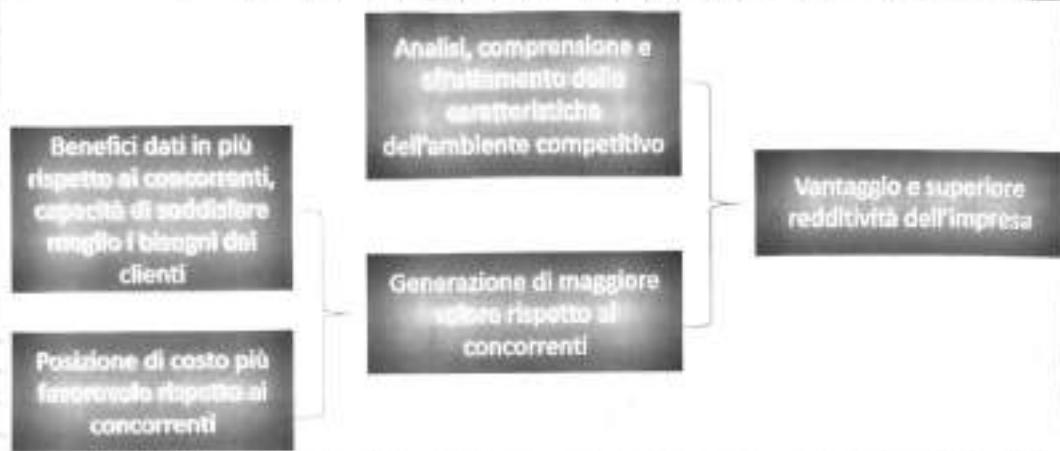 Analisi, comprensione e
sfruttamento delle
caratteristiche
dell'ambiente competitivo
Benefici dati in più
rispetto ai concorrenti,
capacità di soddisfare
meglio i bisogni dei
clienti
Vantaggio e superiore
redditività dell'impresa
Generazione di maggiore
valore rispetto ai
concorrenti
Posizione di costo più
favorevole rispetto ai
concorrenti